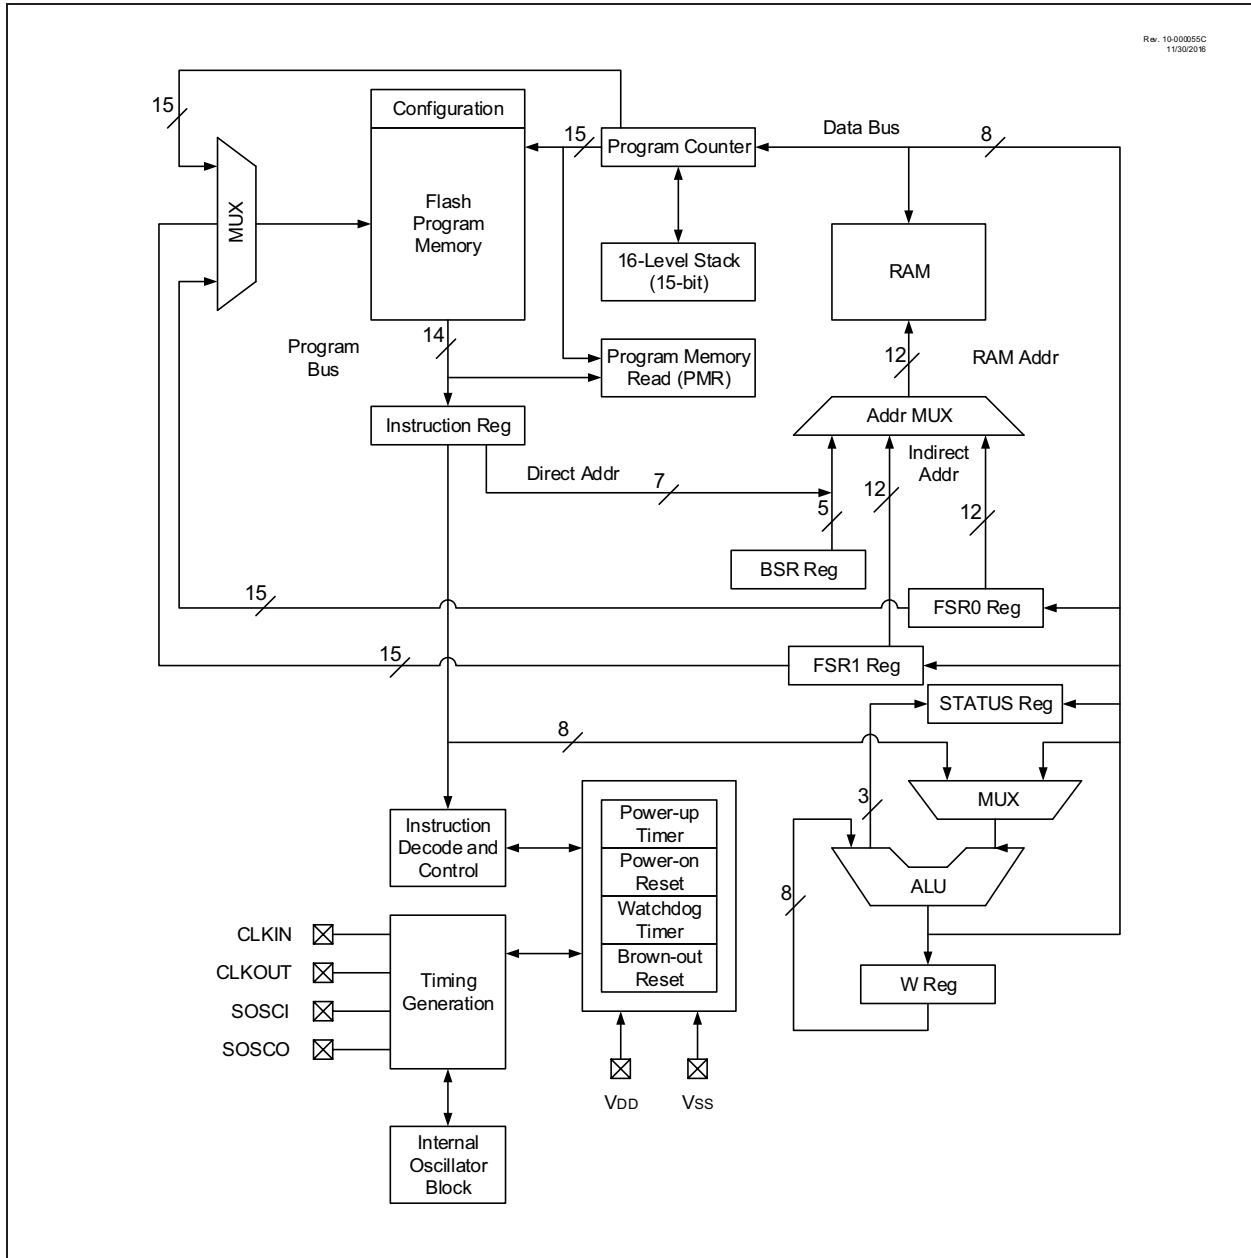 Rev. 10-000055C
11/30/2016
15
Configuration
15
Program Counter
Data Bus
8
MUX
Flash
Program
Memory
16-Level Stack
(15-bit)
RAM
Program
Bus
14
Program Memory
Read (PMR)
12
RAM Addr
Instruction Reg
Addr MUX
Direct Addr
7
Indirect
Addr
5
12
12
BSR Reg
15
FSR0 Reg
15
FSR1 Reg
STATUS Reg
8
MUX
3
Instruction
Decode and
Control
Power-up
Timer
Power-on
Reset
Watchdog
Timer
Brown-out
Reset
ALU
8
W Reg
CLKIN
CLKOUT
SOSCI
SOSCO
Timing
Generation
VDD
VSS
Internal
Oscillator
Block